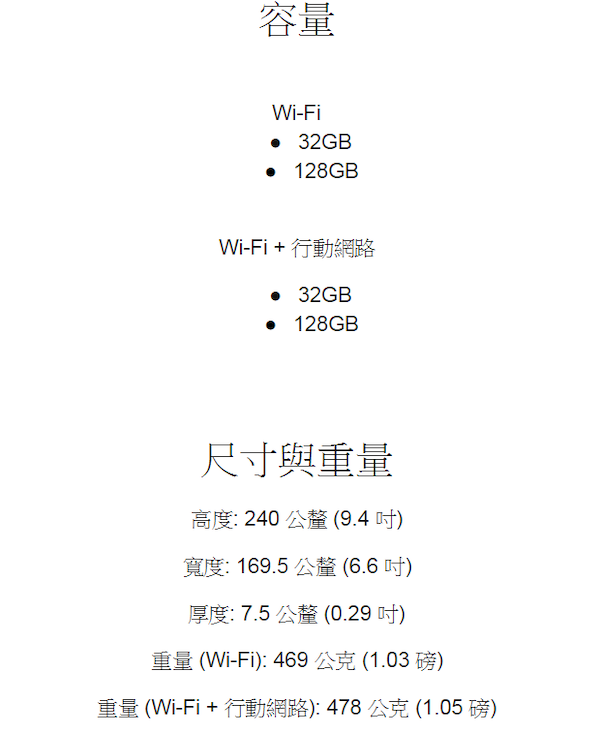 容量
Wi-Fi
● 32GB
● 128GB
Wi-Fi + 行動網路
● 32GB
● 128GB
尺寸與重量
高度: 240 公釐 (9.4 吋)
寬度: 169.5 公釐 (6.6 吋)
厚度: 7.5 公釐 (0.29 吋)
重量 (Wi-Fi): 469 公克 (1.03 磅)
重量 (Wi-Fi + 行動網路): 478 公克 (1.05 磅)